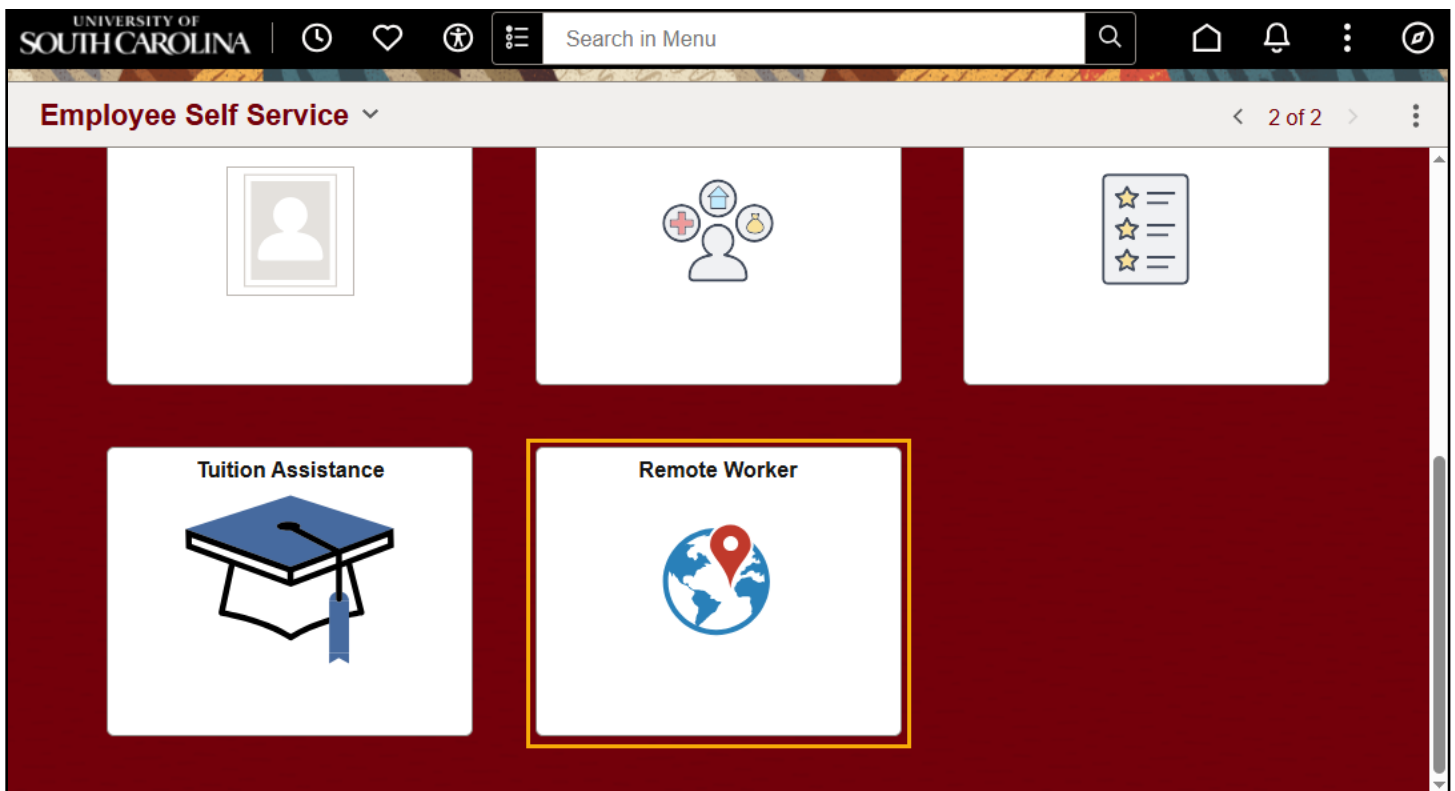 UNIVERSITY OF
SOUTH CAROLINA
Search in Menu
Employee Self Service
2 of 2
Tuition Assistance
Remote Worker